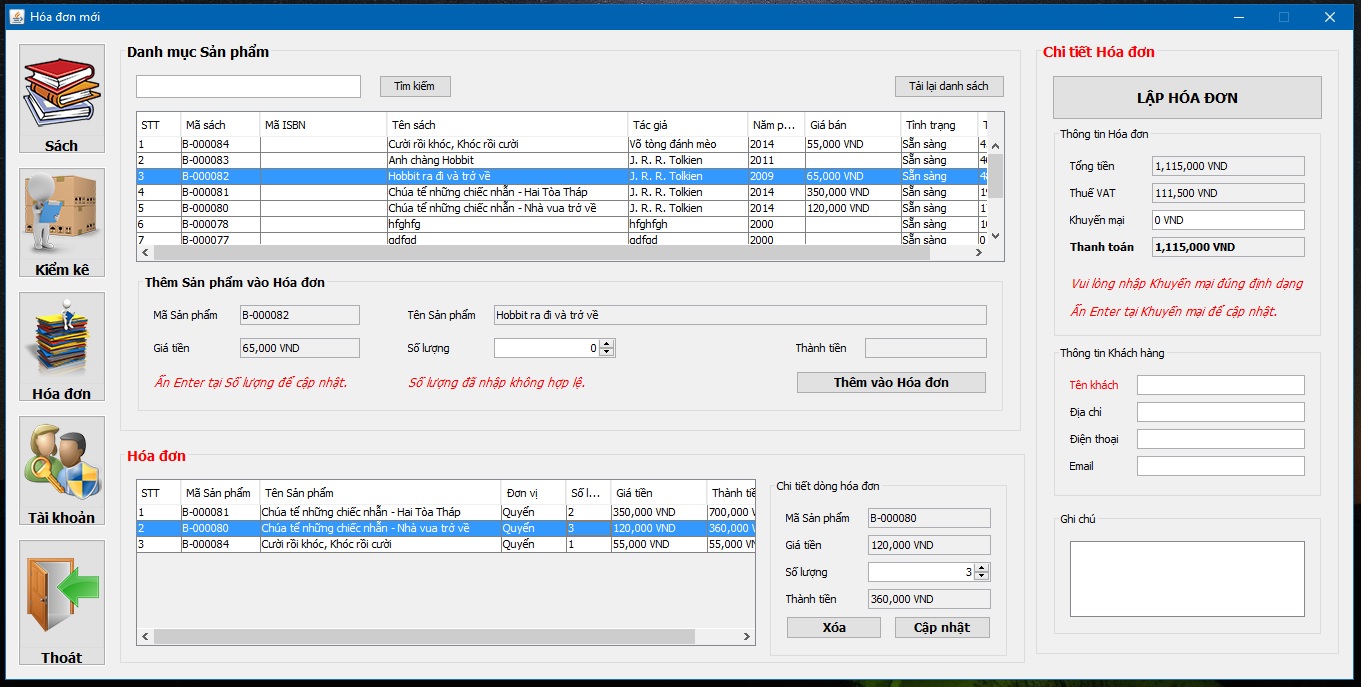 Hóa đơn mới
Sách
Kiểm kê
Hóa đơn
Tài khoản
Thoát
Danh mục Sản phẩm
Tìm kiếm
Tải lại danh sách
STT Mã sách Mã ISBN Tên sách Tác giả Năm p... Giá bán Tình trạng
1 B-000084 Cười rồi khóc, Khóc rồi cười Võ tòng đánh mèo 2014 55,000 VND Sẵn sàng
2 B-000083 Anh chàng Hobbit J. R. R. Tolkien 2011 Sẵn sàng
3 B-000082 Hobbit ra đi và trở về J. R. R. Tolkien 2009 65,000 VND Sẵn sàng
4 B-000081 Chúa tể những chiếc nhẫn - Hai Tòa Tháp J. R. R. Tolkien 2014 350,000 VND Sẵn sàng
5 B-000080 Chúa tể những chiếc nhẫn - Nhà vua trở về J. R. R. Tolkien 2014 120,000 VND Sẵn sàng
6 B-000078 hfghfg hfghfgh 2000 Sẵn sàng
7 B-000077 gdfgd gdfgd 2000 Sẵn sàng 0
Thêm Sản phẩm vào Hóa đơn
Mã Sản phẩm B-000082 Tên Sản phẩm Hobbit ra đi và trở về
Giá tiền 65,000 VND Số lượng 0 Thành tiền
Ấn Enter tại Số lượng để cập nhật. Số lượng đã nhập không hợp lệ. Thêm vào Hóa đơn
Hóa đơn
STT Mã Sản phẩm Tên Sản phẩm Đơn vị Số l... Giá tiền Thành tiề
1 B-000081 Chúa tể những chiếc nhẫn - Hai Tòa Tháp Quyển 2 350,000 VND 700,000 V
2 B-000080 Chúa tể những chiếc nhẫn - Nhà vua trở về Quyển 3 120,000 VND 360,000 V
3 B-000084 Cười rồi khóc, Khóc rồi cười Quyển 1 55,000 VND 55,000 VN
Chi tiết dòng hóa đơn
Mã Sản phẩm B-000080
Giá tiền 120,000 VND
Số lượng 3
Thành tiền 360,000 VND
Xóa Cập nhật
Chi tiết Hóa đơn
LẬP HÓA ĐƠN
Thông tin Hóa đơn
Tổng tiền 1,115,000 VND
Thuế VAT 111,500 VND
Khuyến mại 0 VND
Thanh toán 1,115,000 VND
Vui lòng nhập Khuyến mại đúng định dạng
Ấn Enter tại Khuyến mại để cập nhật.
Thông tin Khách hàng
Tên khách
Địa chỉ
Điện thoại
Email
Ghi chú